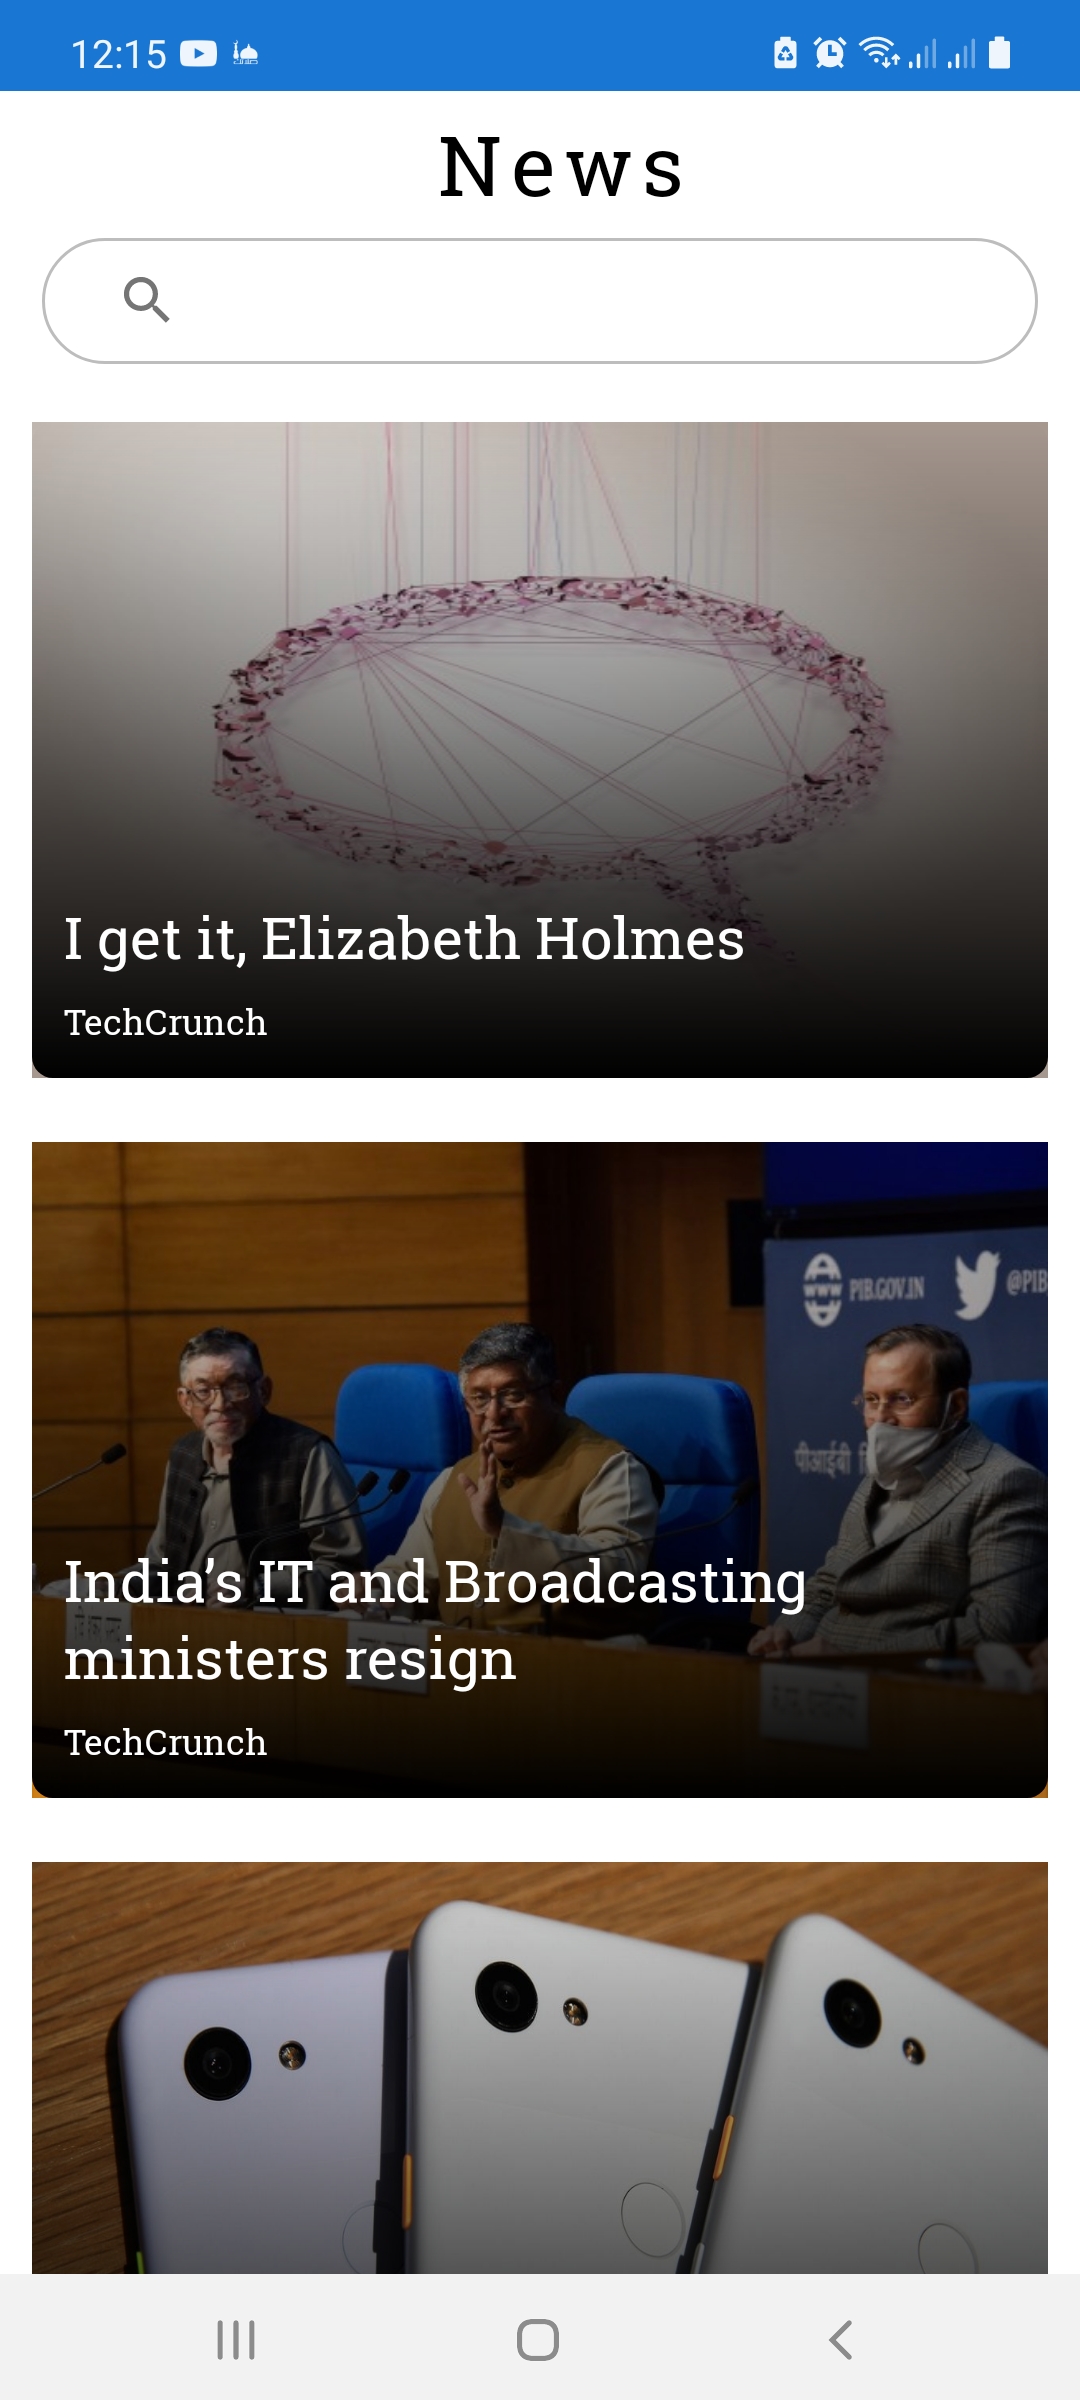 12:15
News
I get it, Elizabeth Holmes
TechCrunch
PIB.GOV.IN
@PIB
पीआईबी
India’s IT and Broadcasting
ministers resign
TechCrunch